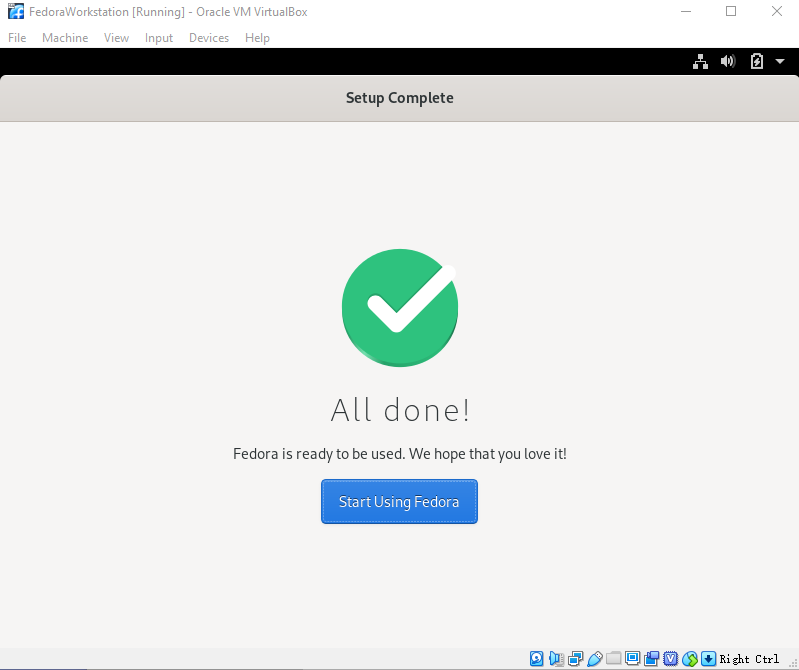 FedoraWorkstation [Running] - Oracle VM VirtualBox
File Machine View Input Devices Help
Setup Complete
All done!
Fedora is ready to be used. We hope that you love it!
Start Using Fedora
Right Ctrl